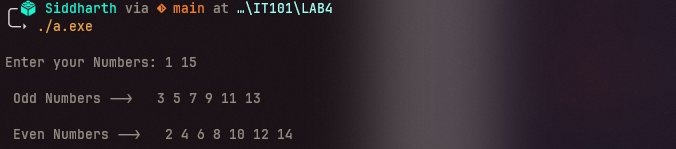 Siddharth via main at …\IT101\LAB4
./a.exe
Enter your Numbers: 1 15
Odd Numbers --> 3 5 7 9 11 13
Even Numbers --> 2 4 6 8 10 12 14